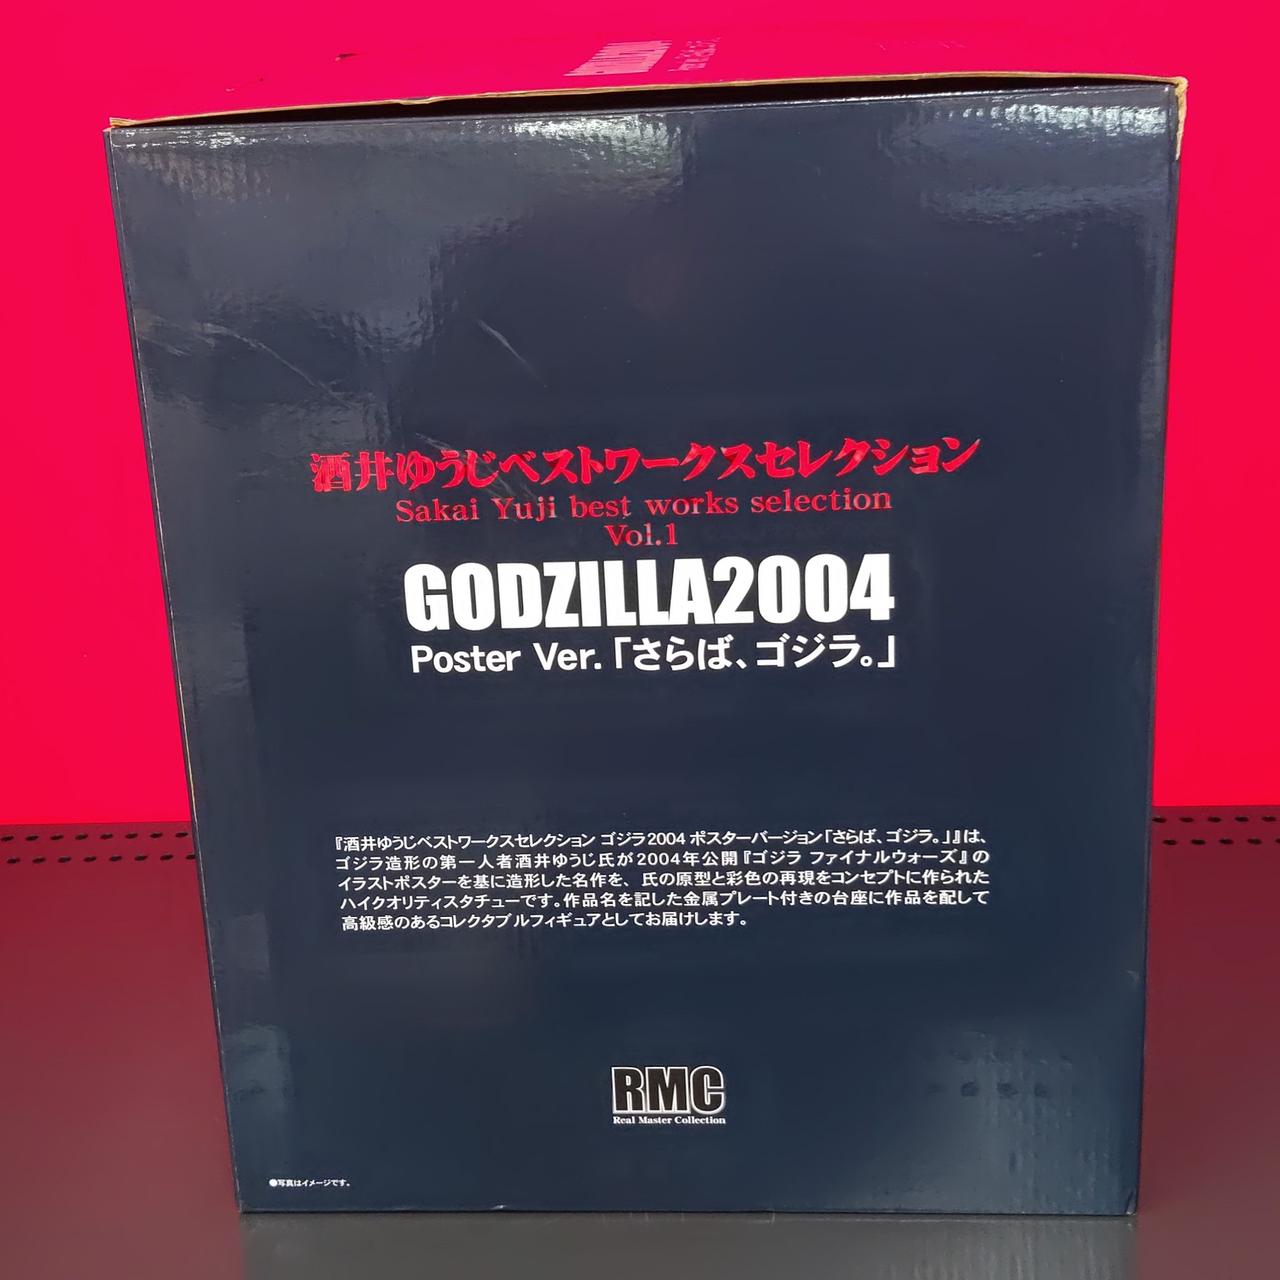 酒井ゆうじベストワークスセレクション
Sakai Yuji best works selection
Vol.1
GODZILLA2004
Poster Ver.「さらば、ゴジラ。」
『酒井ゆうじベストワークスセレクション ゴジラ2004 ポスターバージョン「さらば、ゴジラ。」』は、
ゴジラ造形の第一人者酒井ゆうじ氏が2004年公開『ゴジラ ファイナルウォーズ』の
イラストポスターを基に造形した名作を、氏の原型と彩色の再現をコンセプトに作られた
ハイクオリティスタチューです。作品名を記した金属プレート付きの台座に作品を配して
高級感のあるコレクタブルフィギュアとしてお届けします。
RMC
Real Master Collection
●写真はイメージです。